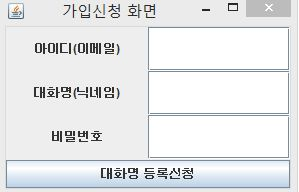 가입신청 화면
아이디(이메일)
대화명(닉네임)
비밀번호
대화명 등록신청